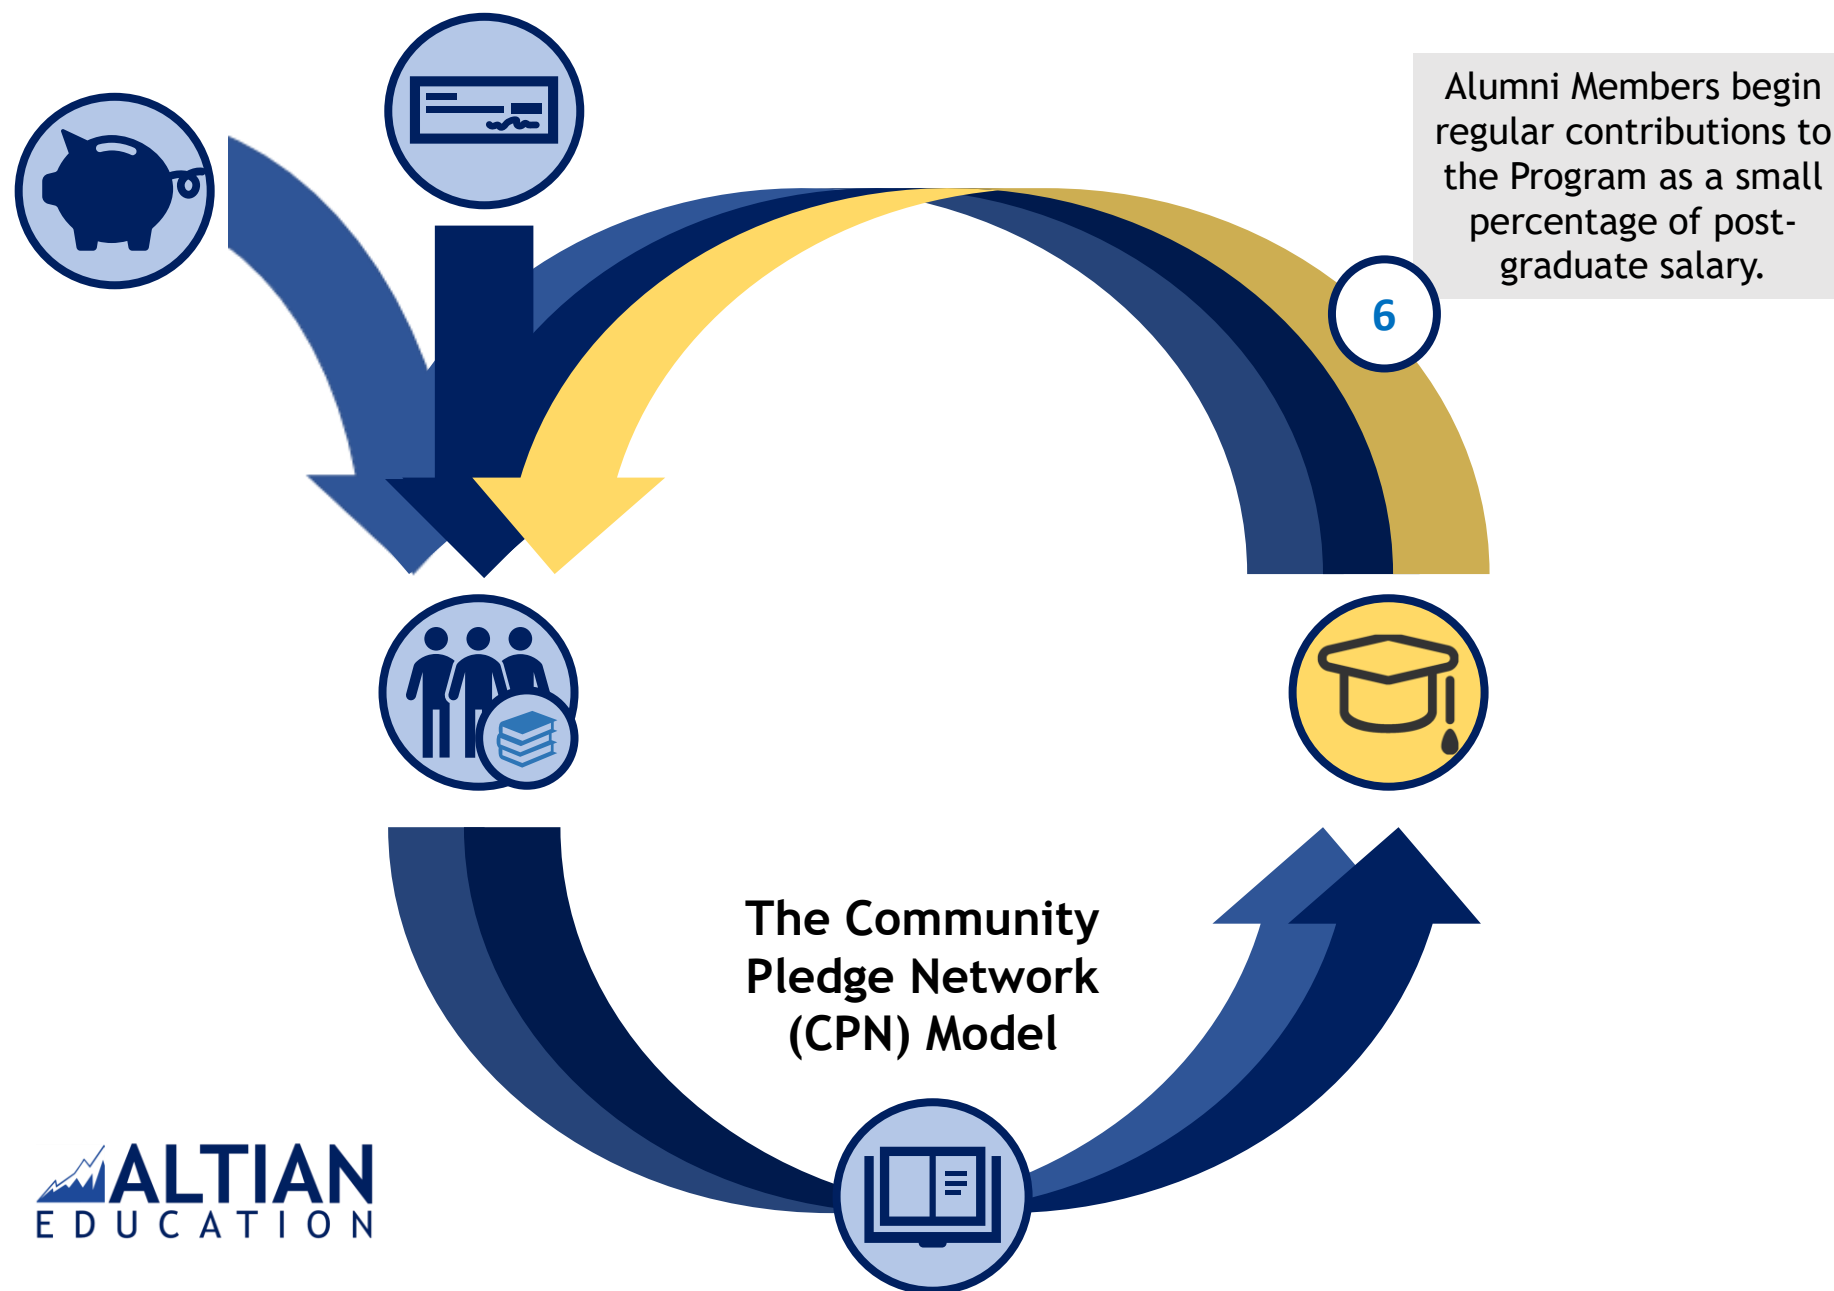 Alumni Members begin
regular contributions to
the Program as a small
percentage of post-
graduate salary.
6
The Community
Pledge Network
(CPN) Model
ALTIAN
EDUCATION